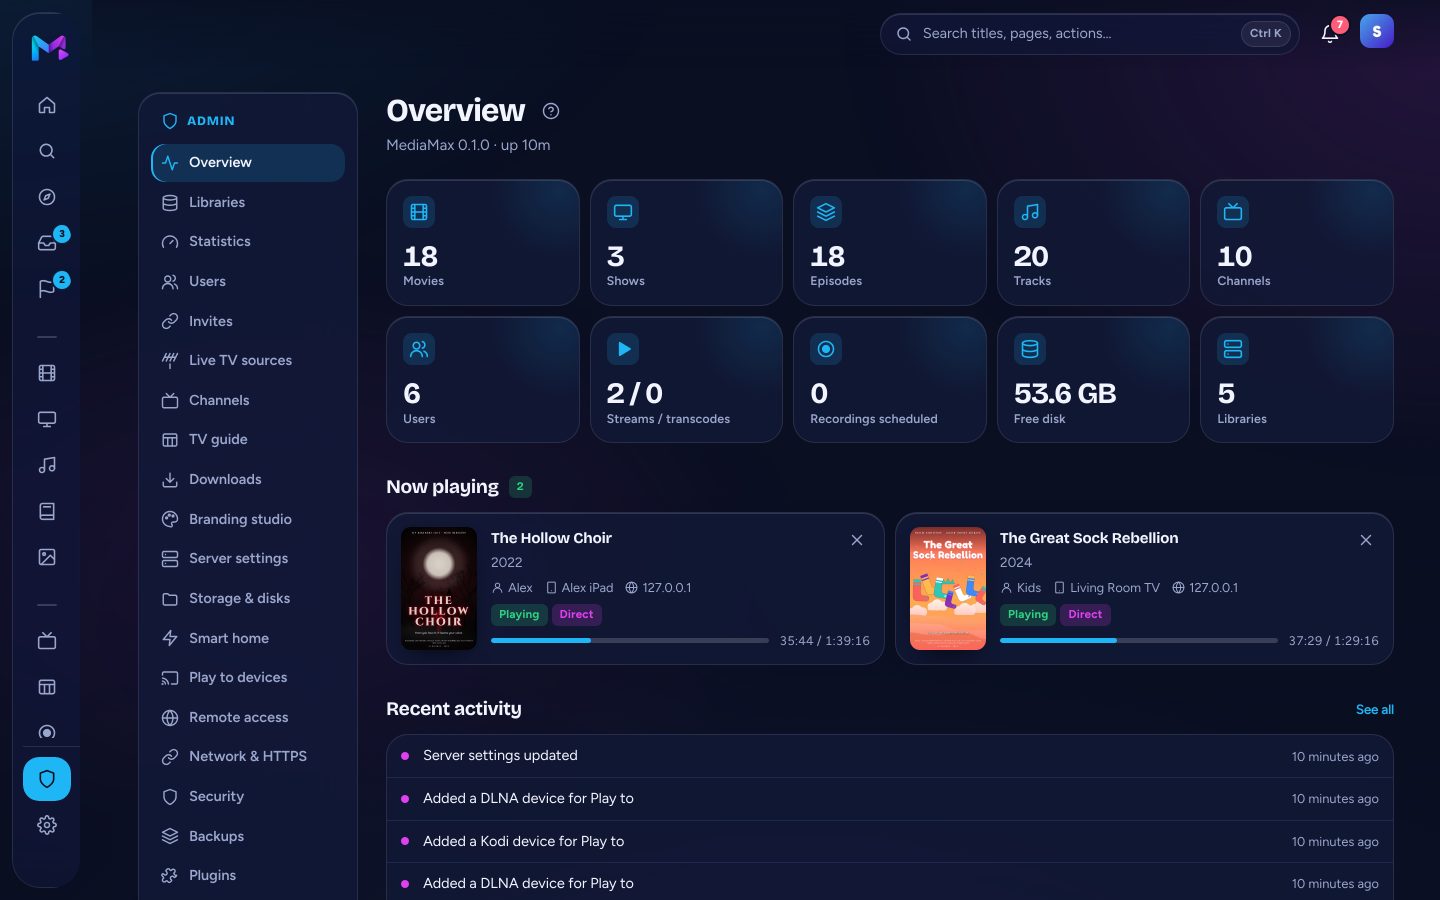 Search titles, pages, actions...
Ctrl K
7
S
3
2
ADMIN
Overview
Libraries
Statistics
Users
Invites
Live TV sources
Channels
TV guide
Downloads
Branding studio
Server settings
Storage & disks
Smart home
Play to devices
Remote access
Network & HTTPS
Security
Backups
Plugins
Overview
MediaMax 0.1.0 · up 10m
18
Movies
3
Shows
18
Episodes
20
Tracks
10
Channels
6
Users
2 / 0
Streams / transcodes
0
Recordings scheduled
53.6 GB
Free disk
5
Libraries
Now playing 2
THE
HOLLOW
CHOIR
The Hollow Choir
2022
Alex Alex iPad 127.0.0.1
Playing Direct
35:44 / 1:39:16
The Great
Sock Rebellion
The Great Sock Rebellion
2024
Kids Living Room TV 127.0.0.1
Playing Direct
37:29 / 1:29:16
Recent activity
See all
Server settings updated 10 minutes ago
Added a DLNA device for Play to 10 minutes ago
Added a Kodi device for Play to 10 minutes ago
Added a DLNA device for Play to 10 minutes ago